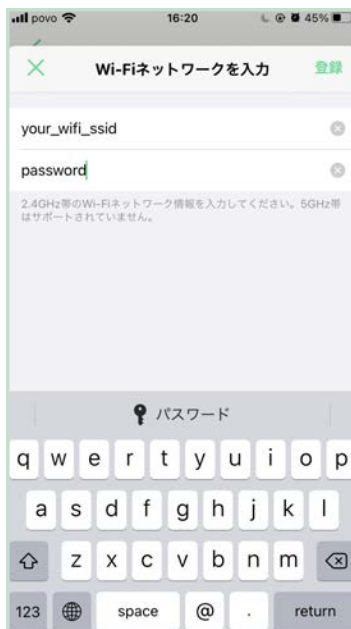 povo 16:20 45%
Wi-Fiネットワークを入力 登録
your_wifi_ssid
password
2.4GHz帯のWi-Fiネットワーク情報を入力してください。5GHz帯
はサポートされていません。
パスワード
q w e r t y u i o p
a s d f g h j k l
z x c v b n m
123 space @ . return